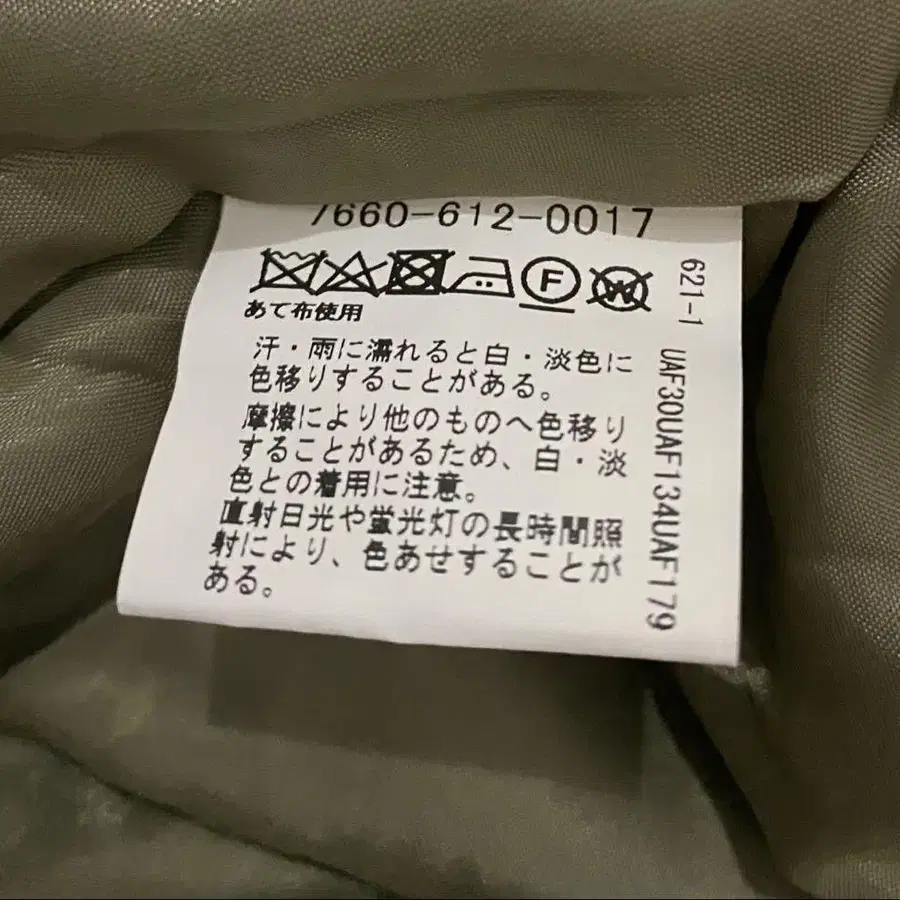 7660-612-0017
F
W
あて布使用
汗・雨に濡れると白・淡色に
色移りすることがある。
摩擦により他のものへ色移り
することがあるため、白・淡
色との着用に注意。
直射日光や蛍光灯の長時間照
射により、色あせすることが
ある。
621-1 UAF30UAF134UAF179